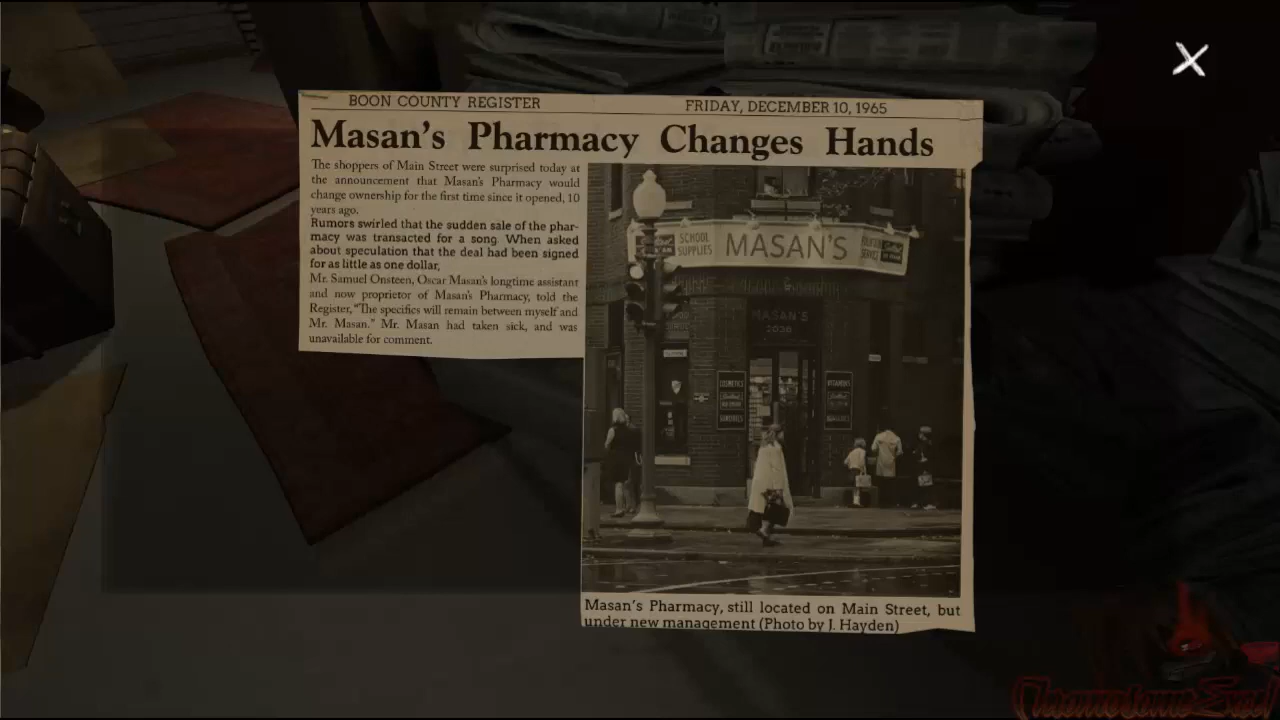 BOON COUNTY REGISTER
FRIDAY, DECEMBER 10, 1965
Masan's Pharmacy Changes Hands
The shoppers of Main Street were surprised today at
the announcement that Masan's Pharmacy would
change ownership for the first time since it opened, 10
years ago.
Rumors swirled that the sudden sale of the phar-
macy was transacted for a song. When asked
about speculation that the deal had been signed
for as little as one dollar,
Mr. Samuel Onsteen, Oscar Masan's longtime assistant
and now proprietor of Masan's Pharmacy, told the
Register, "The specifics will remain between myself and
Mr. Masan." Mr. Masan had taken sick, and was
unavailable for comment.
SCHOOL
SUPPLIES
MASAN'S
MASAN'S
2036
COSMETICS
VITAMINS
Masan's Pharmacy, still located on Main Street, but
under new management (Photo by J. Hayden)